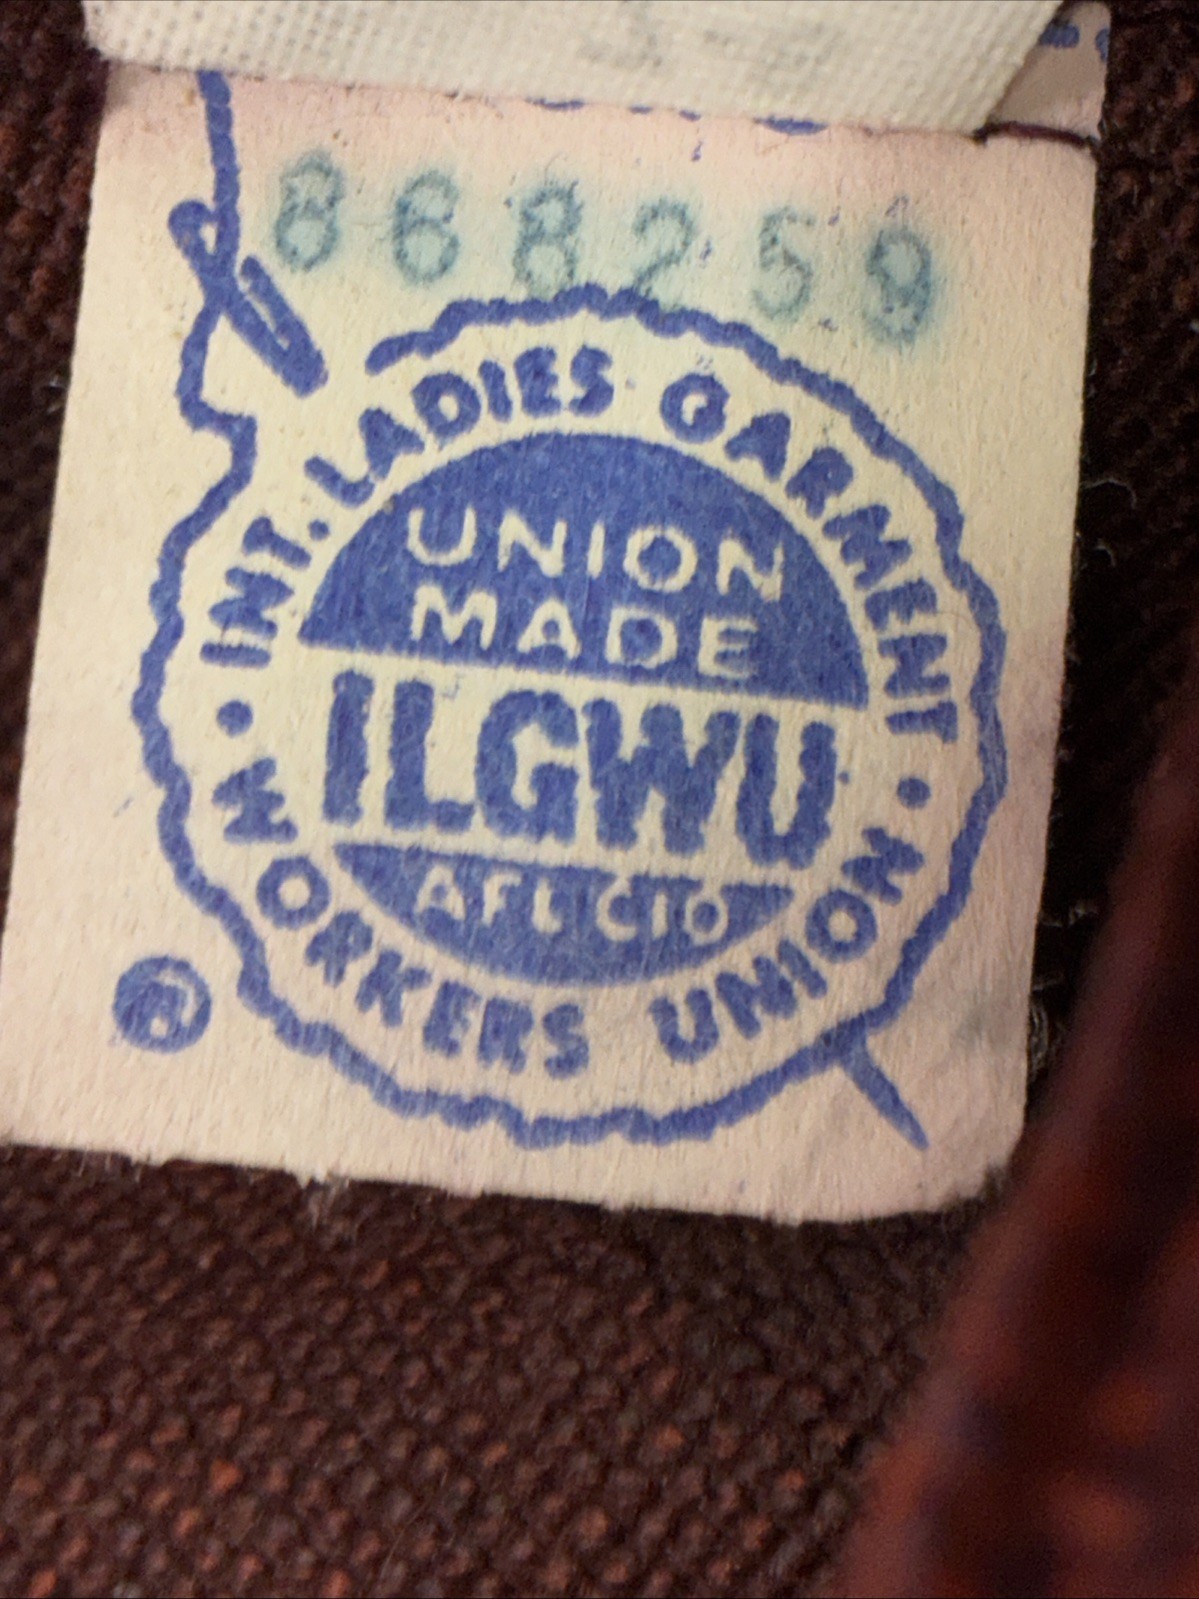 868259
INT. LADIES GARMENT
UNION
MADE
ILGWU
AFL CIO
WORKERS UNION
®